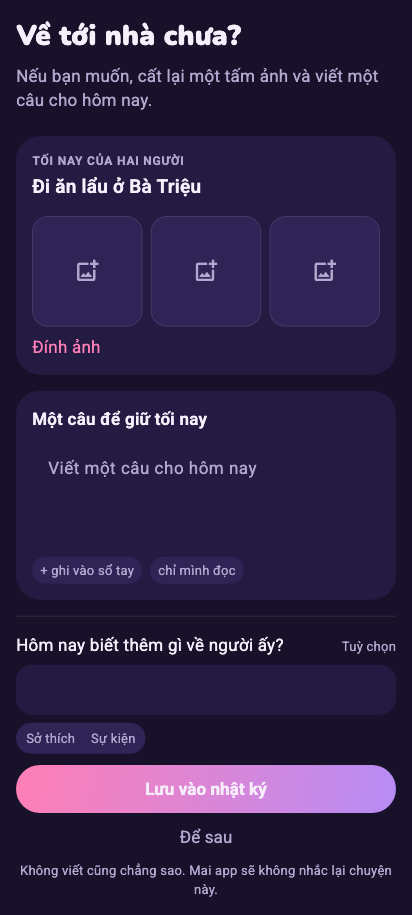 Về tới nhà chưa?
Nếu bạn muốn, cất lại một tấm ảnh và viết một
câu cho hôm nay.
TỐI NAY CỦA HAI NGƯỜI
Đi ăn lẩu ở Bà Triệu
Đính ảnh
Một câu để giữ tối nay
Viết một câu cho hôm nay
+ ghi vào sổ tay
chỉ mình đọc
Hôm nay biết thêm gì về người ấy?
Tuỳ chọn
Sở thích
Sự kiện
Lưu vào nhật ký
Để sau
Không viết cũng chẳng sao. Mai app sẽ không nhắc lại chuyện
này.